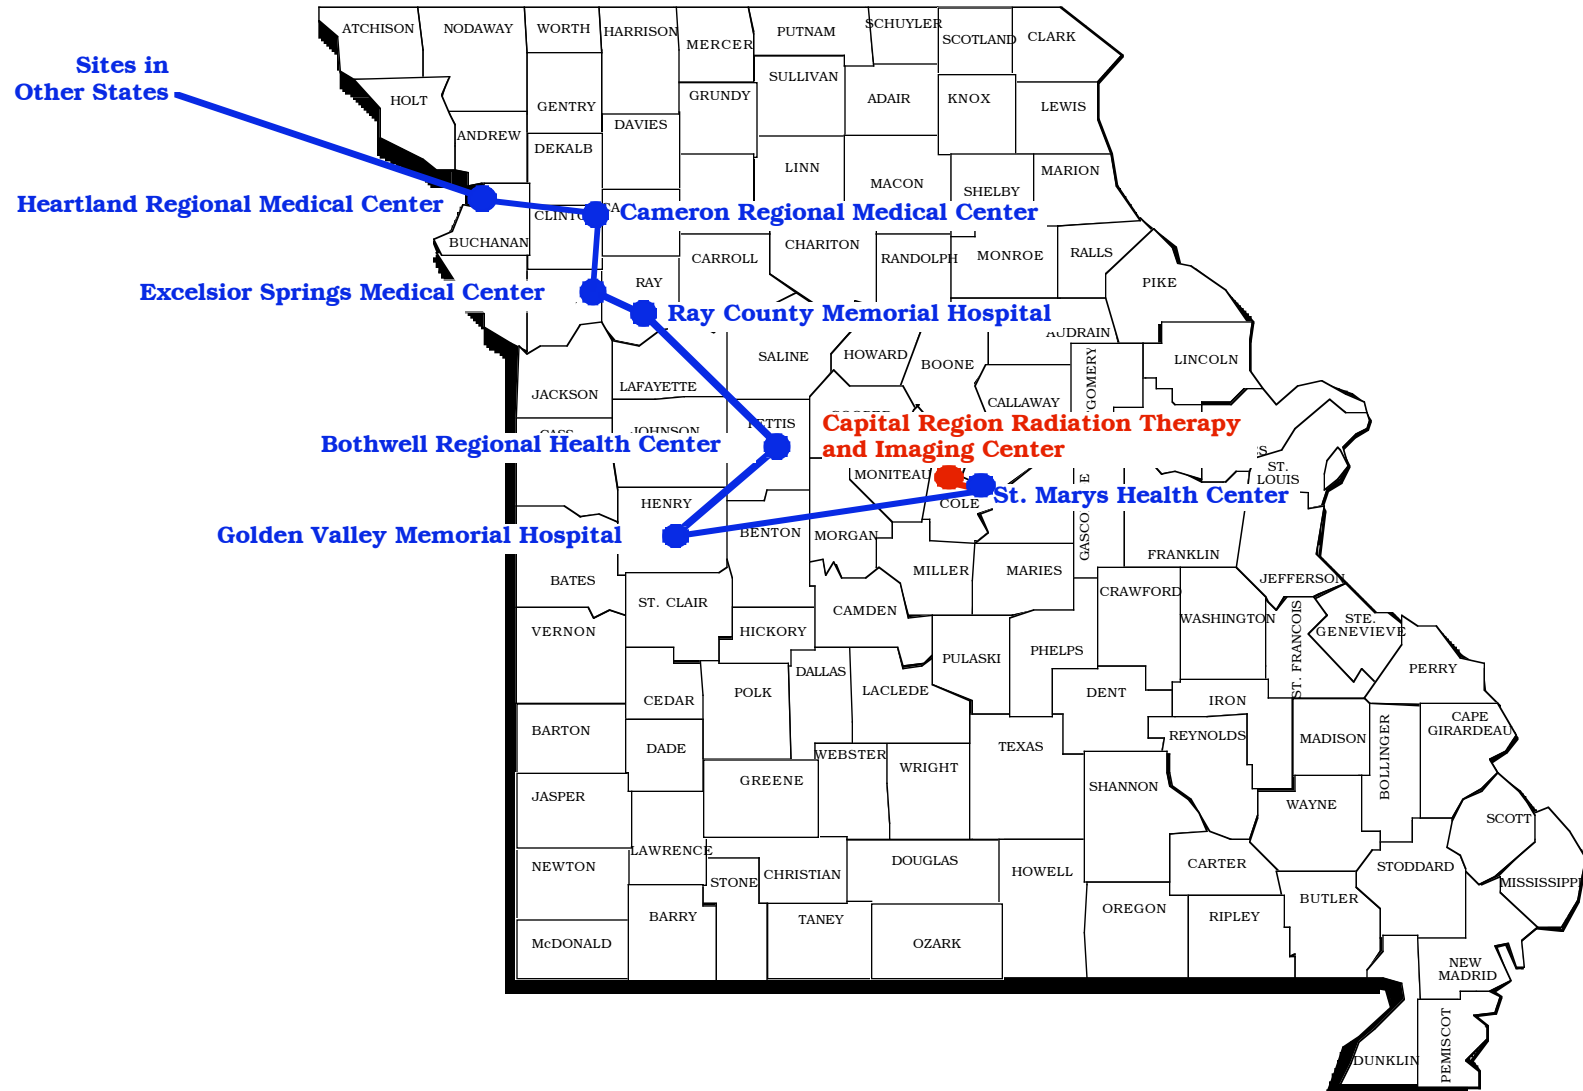 ATCHISON
NODAWAY
WORTH
HARRISON
MERCER
PUTNAM
SCHUYLER
SCOTLAND
CLARK
Sites in
Other States
HOLT
GENTRY
GRUNDY
SULLIVAN
ADAIR
KNOX
LEWIS
ANDREW
DEKALB
DAVIES
LINN
MACON
SHELBY
MARION
Heartland Regional Medical Center
Cameron Regional Medical Center
BUCHANAN
CARROLL
CHARITON
RANDOLPH
MONROE
RALLS
PIKE
Excelsior Springs Medical Center
RAY
Ray County Memorial Hospital
AUDRAIN
SALINE
HOWARD
BOONE
LINCOLN
JACKSON
LAFAYETTE
CALLAWAY
Capital Region Radiation Therapy
and Imaging Center
JOHNSON
PETTIS
Bothwell Regional Health Center
MONITEAU
COLE
St. Marys Health Center
ST.
LOUIS
HENRY
BENTON
MORGAN
Golden Valley Memorial Hospital
FRANKLIN
JEFFERSON
BATES
ST. CLAIR
CAMDEN
MILLER
MARIES
CRAWFORD
WASHINGTON
ST. FRANCOIS
STE.
GENEVIEVE
VERNON
HICKORY
PULASKI
PHELPS
PERRY
CEDAR
POLK
DALLAS
LACLEDE
DENT
IRON
BARTON
DADE
WEBSTER
WRIGHT
TEXAS
REYNOLDS
MADISON
BOLLINGER
CAPE
GIRARDEAU
JASPER
GREENE
SHANNON
WAYNE
SCOTT
NEWTON
LAWRENCE
STONE
CHRISTIAN
DOUGLAS
HOWELL
CARTER
STODDARD
MISSISSIPPI
McDONALD
BARRY
TANEY
OZARK
OREGON
RIPLEY
BUTLER
NEW
MADRID
DUNKLIN
PEMISCOT